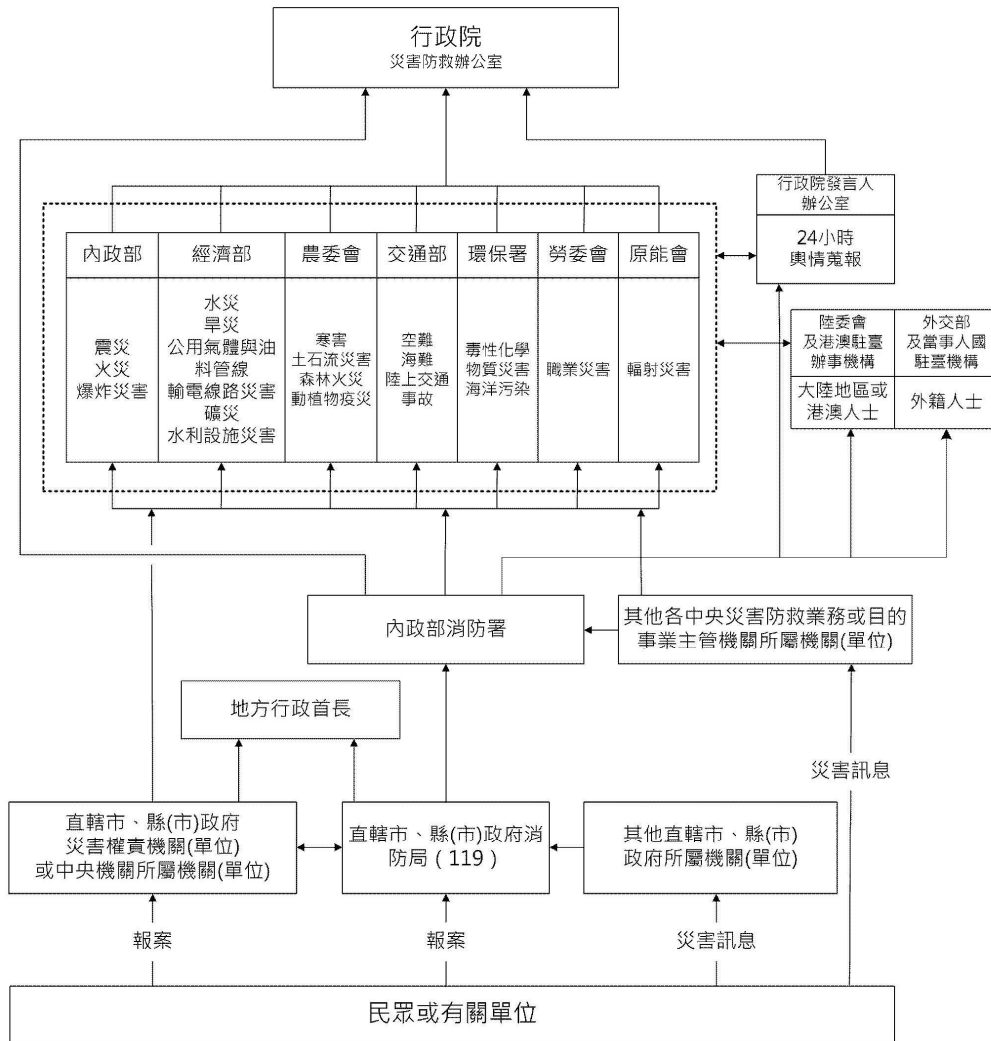 行政院
災害防救辦公室
行政院發言人
辦公室
24小時
輿情蒐報
內政部
經濟部
農委會
交通部
環保署
勞委會
原能會
震災
火災
爆炸災害
水災
旱災
公用氣體與油
料管線
輸電線路災害
礦災
水利設施災害
寒害
土石流災害
森林火災
動植物疫災
空難
海難
陸上交通
事故
毒性化學
物質災害
海洋污染
職業災害
輻射災害
陸委會
及港澳駐臺
辦事機構
外交部
及當事人國
駐臺機構
大陸地區或
港澳人士
外籍人士
內政部消防署
其他各中央災害防救業務或目的
事業主管機關所屬機關(單位)
地方行政首長
災害訊息
直轄市、縣(市)政府
災害權責機關(單位)
或中央機關所屬機關(單位)
直轄市、縣(市)政府消
防局（119）
其他直轄市、縣(市)
政府所屬機關(單位)
報案
報案
災害訊息
民眾或有關單位